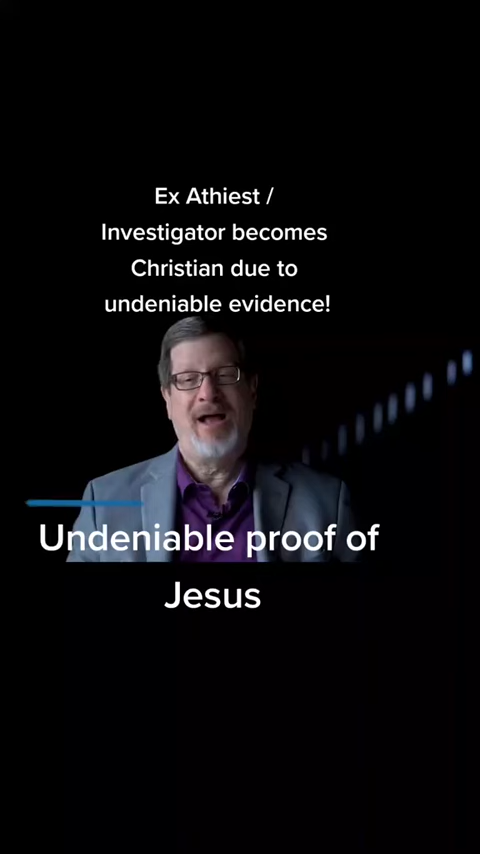 Ex Athiest /
Investigator becomes
Christian due to
undeniable evidence!
Undeniable proof of
Jesus